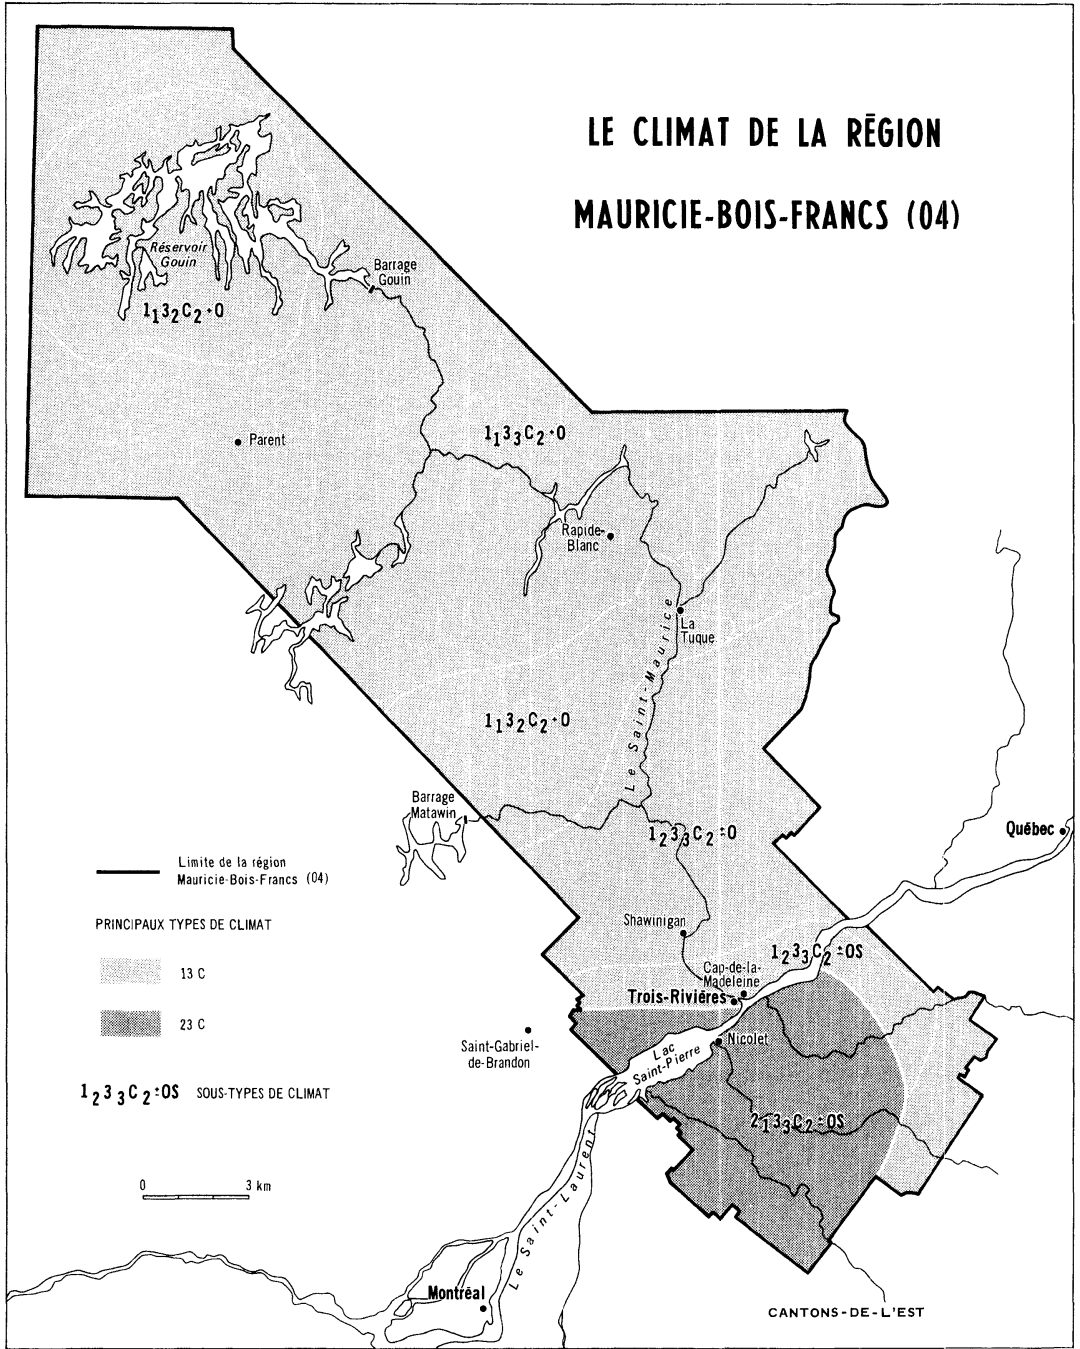 LE CLIMAT DE LA RÉGION
MAURICIE-BOIS-FRANCS (04)
Réservoir
Gouin
Barrage
Gouin
1₁3₂C₂+O
Parent
1₁3₃C₂+O
Rapide-
Blanc
La
Tuque
Le Saint-Maurice
1₁3₂C₂+O
Barrage
Matawin
1₂3₃C₂±O
Québec
Limite de la région
Mauricie-Bois-Francs (04)
PRINCIPAUX TYPES DE CLIMAT
13 C
23 C
Shawinigan
1₂3₃C₂±OS
Cap-de-la-
Madeleine
Trois-Rivières
Saint-Gabriel-
de-Brandon
Lac
Saint-Pierre
Nicolet
1₂3₃C₂±OS SOUS-TYPES DE CLIMAT
2₁3₃C₂±OS
0 3 km
Le Saint-Laurent
Montréal
CANTONS-DE-L'EST